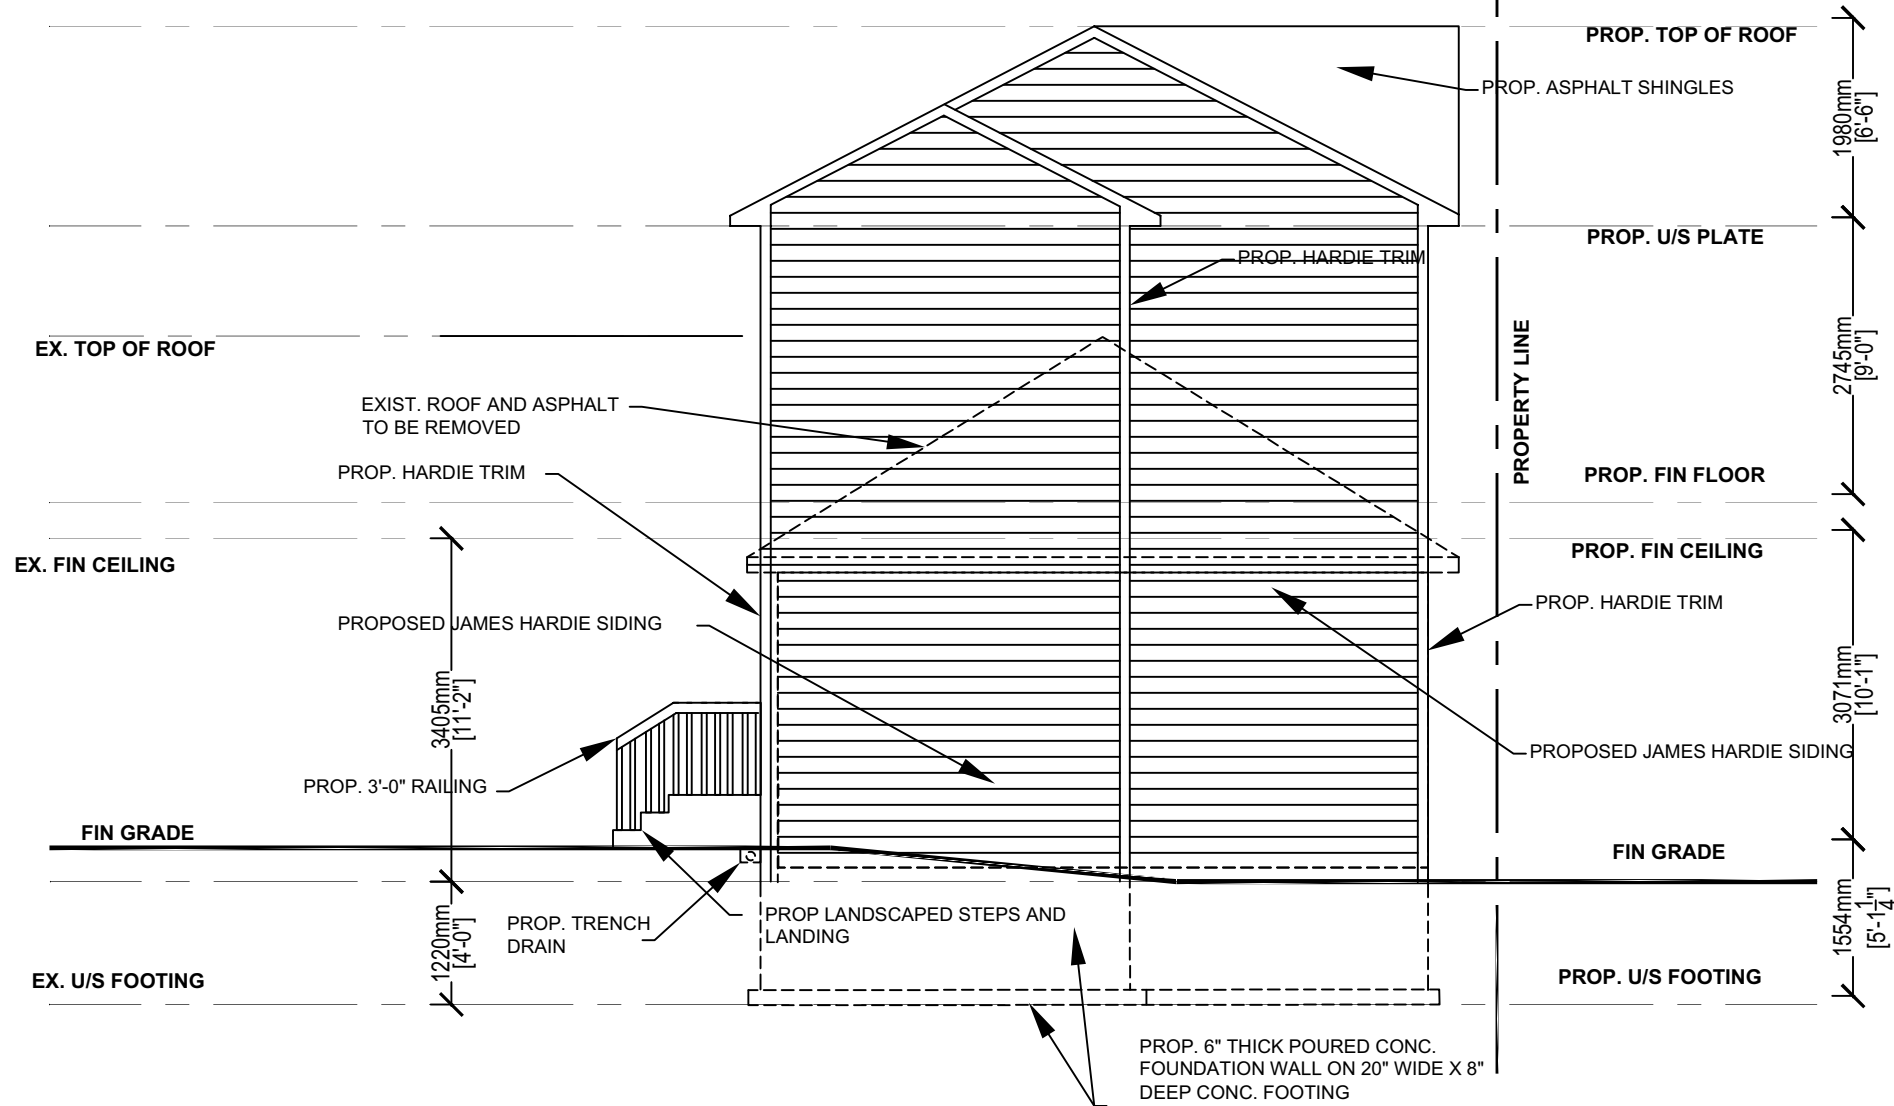 PROP. TOP OF ROOF
PROP. ASPHALT SHINGLES
1980mm
[6'-6"]
PROP. U/S PLATE
PROP. HARDIE TRIM
EX. TOP OF ROOF
PROPERTY LINE
2745mm
[9'-0"]
EXIST. ROOF AND ASPHALT
TO BE REMOVED
PROP. HARDIE TRIM
PROP. FIN FLOOR
EX. FIN CEILING
PROP. FIN CEILING
PROP. HARDIE TRIM
PROPOSED JAMES HARDIE SIDING
3405mm
[11'-2"]
3071mm
[10'-1"]
PROPOSED JAMES HARDIE SIDING
PROP. 3'-0" RAILING
FIN GRADE
FIN GRADE
PROP. TRENCH
DRAIN
PROP LANDSCAPED STEPS AND
LANDING
1220mm
[4'-0"]
1554mm
[5'-1 1/4"]
EX. U/S FOOTING
PROP. U/S FOOTING
PROP. 6" THICK POURED CONC.
FOUNDATION WALL ON 20" WIDE X 8"
DEEP CONC. FOOTING